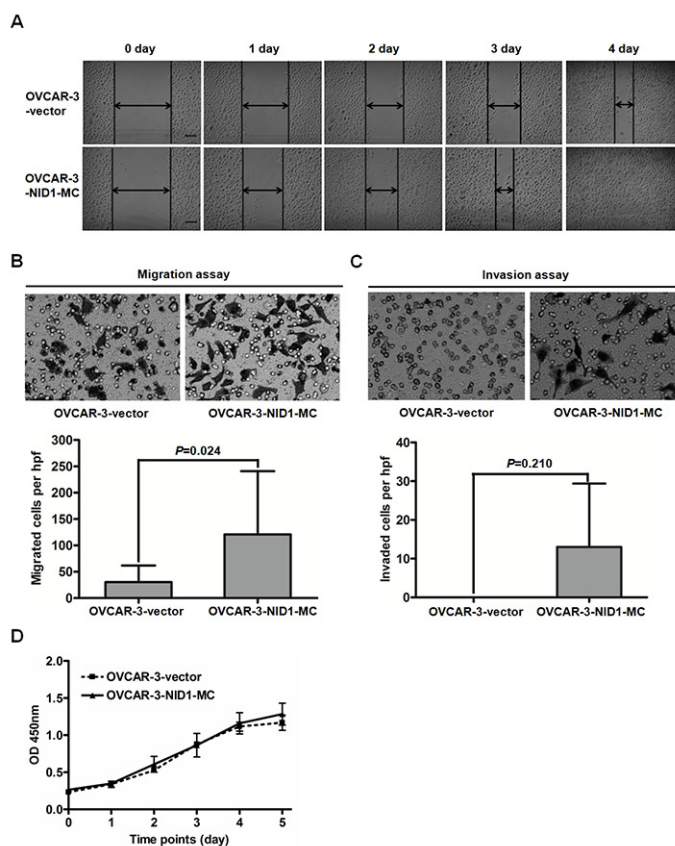 A
0 day 1 day 2 day 3 day 4 day
OVCAR-3
-vector
OVCAR-3
-NID1-MC
B
Migration assay
OVCAR-3-vector OVCAR-3-NID1-MC
Migrated cells per hpf
300
250
200
150
100
50
0
P=0.024
OVCAR-3-vector OVCAR-3-NID1-MC
C
Invasion assay
OVCAR-3-vector OVCAR-3-NID1-MC
Invaded cells per hpf
40
30
20
10
0
P=0.210
OVCAR-3-vector OVCAR-3-NID1-MC
D
OVCAR-3-vector
OVCAR-3-NID1-MC
OD 450nm
2.0
1.5
1.0
0.5
0.0
0 1 2 3 4 5
Time points (day)